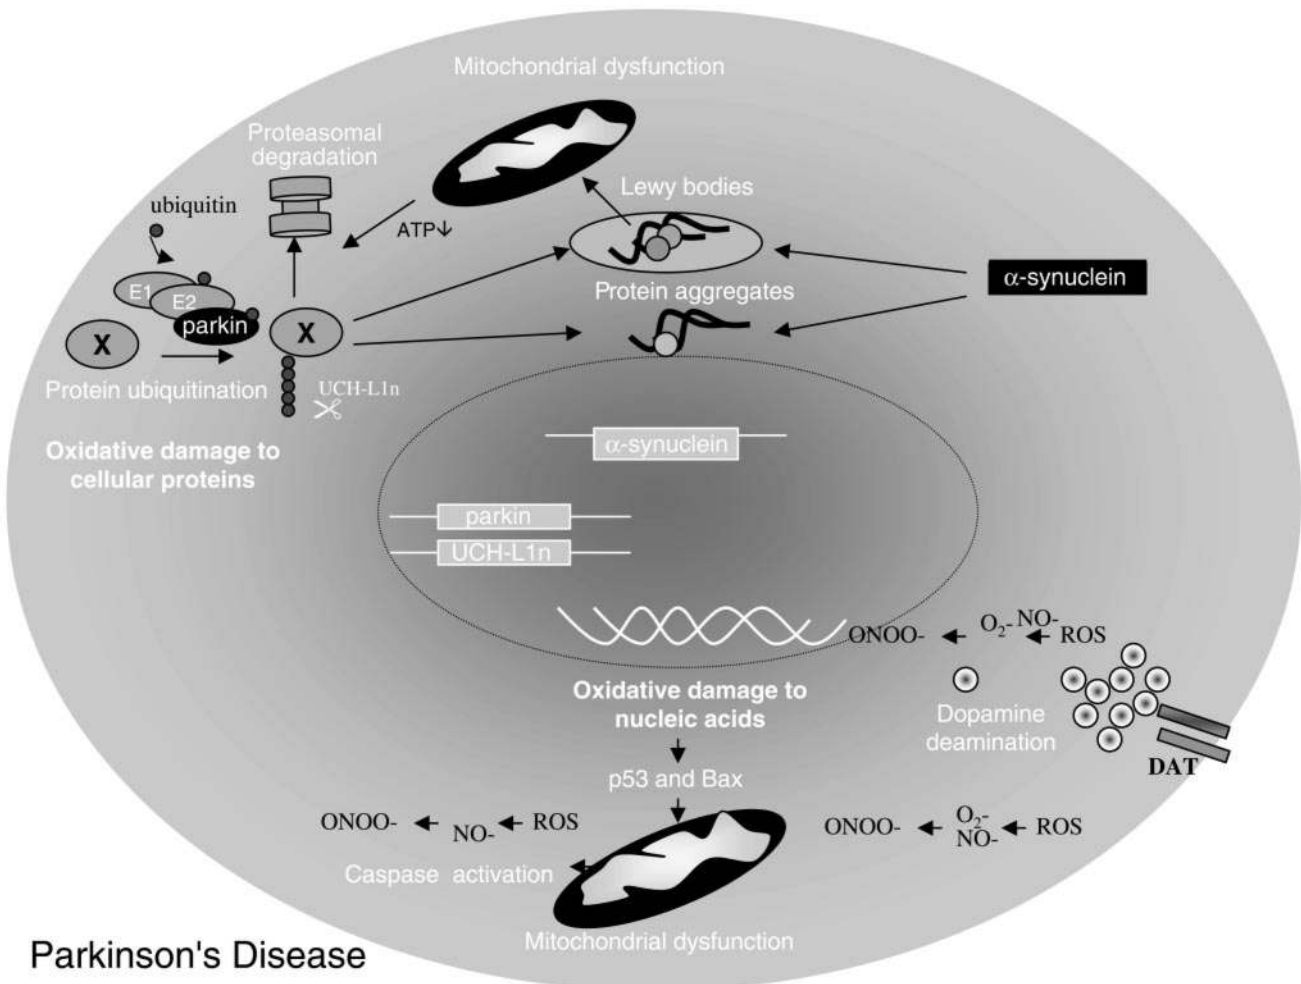 Mitochondrial dysfunction
Proteasomal
degradation
Lewy bodies
ubiquitin
ATP↓
E1
E2
parkin
X
X
Protein aggregates
α-synuclein
Protein ubiquitination
UCH-L1n
Oxidative damage to
cellular proteins
α-synuclein
parkin
UCH-L1n
ONOO-
O₂-
NO-
ROS
Oxidative damage to
nucleic acids
Dopamine
deamination
DAT
p53 and Bax
ONOO-
NO-
ROS
ONOO-
O₂-
NO-
ROS
Caspase activation
Mitochondrial dysfunction
Parkinson's Disease